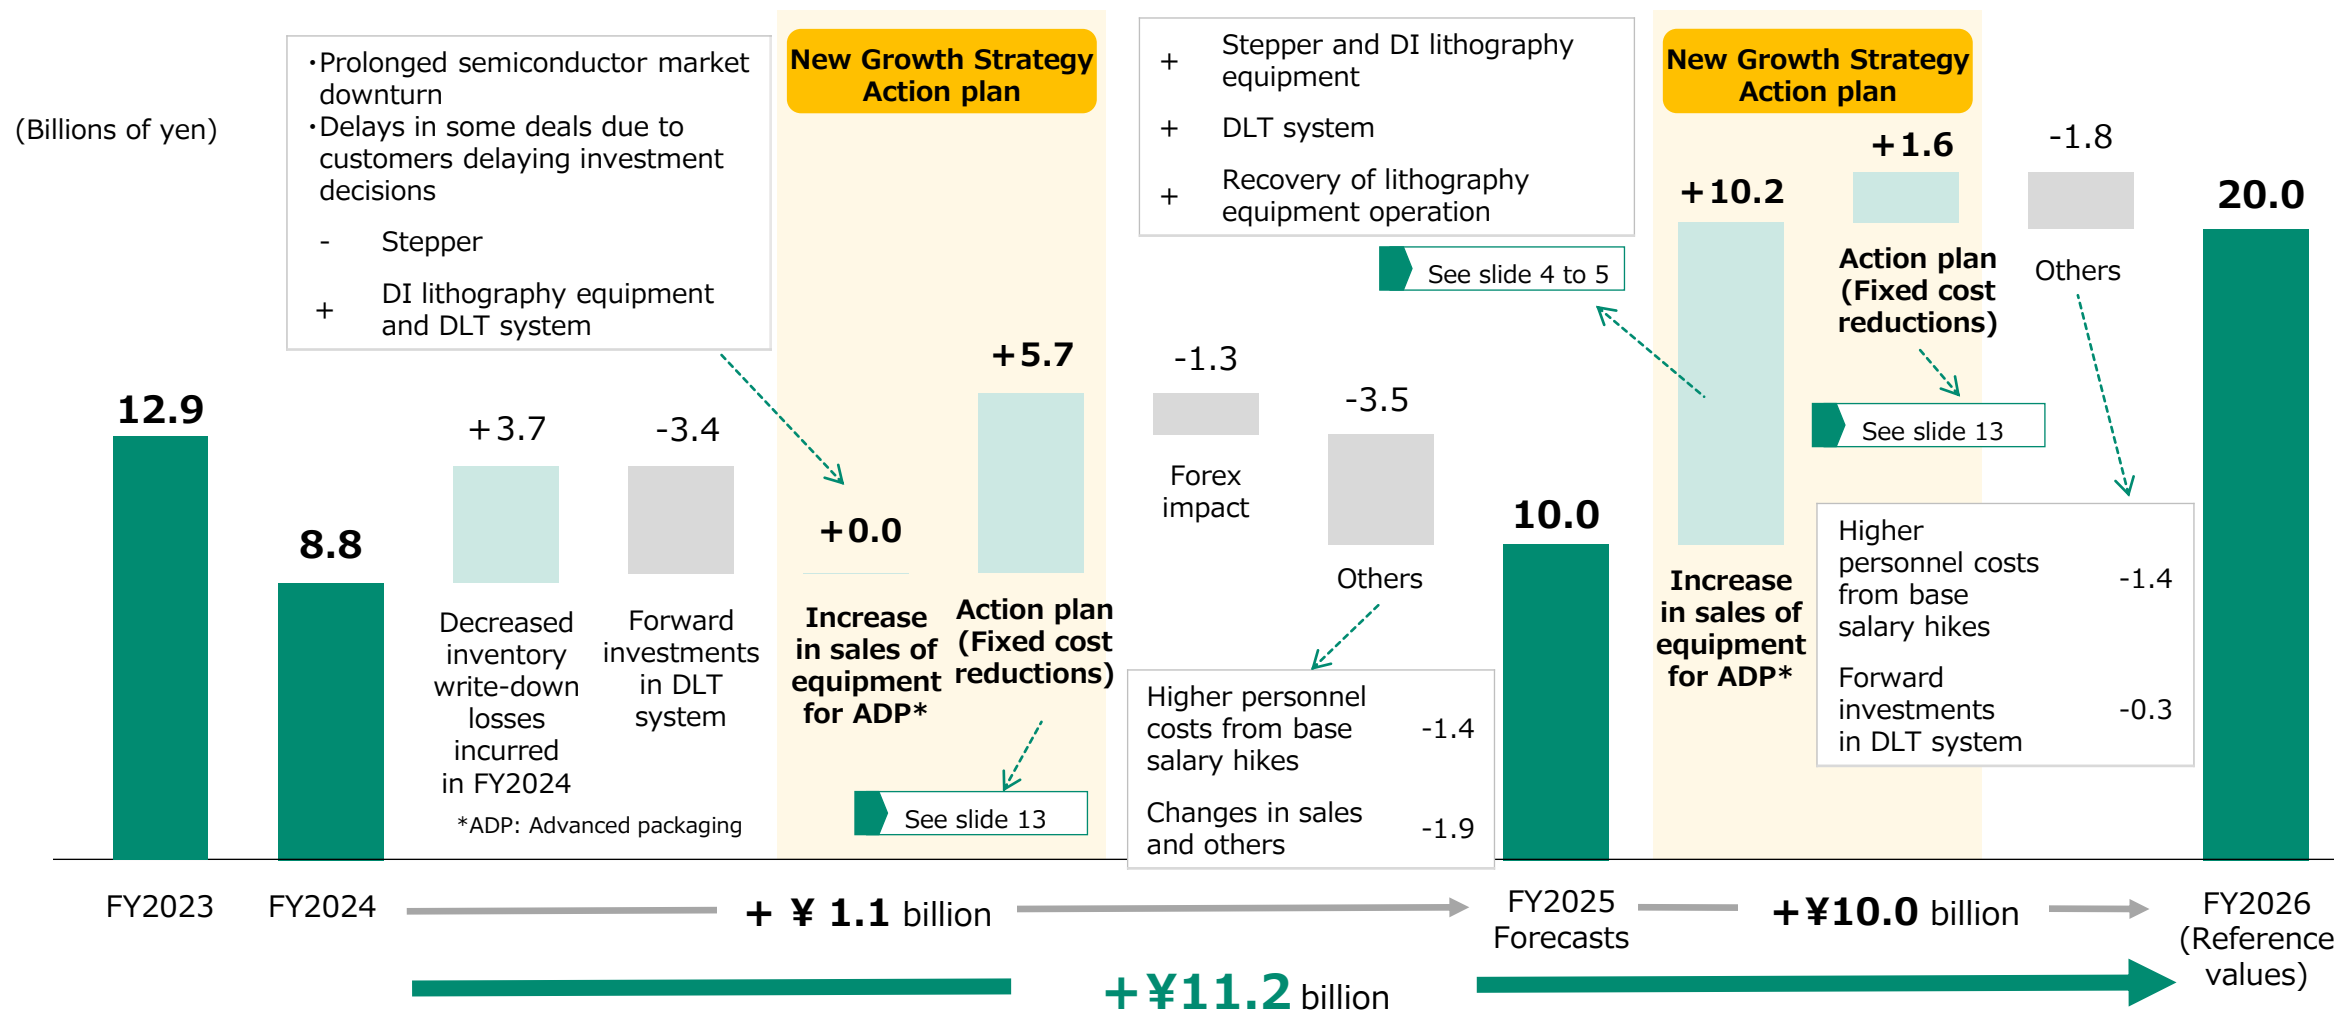 (Billions of yen)
・Prolonged semiconductor market
downturn
・Delays in some deals due to
customers delaying investment
decisions
- Stepper
+ DI lithography equipment
and DLT system
New Growth Strategy
Action plan
+ Stepper and DI lithography
equipment
+ DLT system
+ Recovery of lithography
equipment operation
See slide 4 to 5
New Growth Strategy
Action plan
12.9
8.8
+3.7
Decreased
inventory
write-down
losses
incurred
in FY2024
-3.4
Forward
investments
in DLT
system
*ADP: Advanced packaging
+0.0
Increase
in sales of
equipment
for ADP*
+5.7
Action plan
(Fixed cost
reductions)
See slide 13
-1.3
Forex
impact
-3.5
Others
Higher personnel
costs from base
salary hikes
-1.4
Changes in sales
and others
-1.9
10.0
+10.2
Increase
in sales of
equipment
for ADP*
+1.6
Action plan
(Fixed cost
reductions)
See slide 13
-1.8
Others
Higher
personnel costs
from base
salary hikes
-1.4
Forward
investments
in DLT system
-0.3
20.0
FY2023
FY2024
+ ¥ 1.1 billion
FY2025
Forecasts
+¥10.0 billion
FY2026
(Reference
values)
+¥11.2 billion